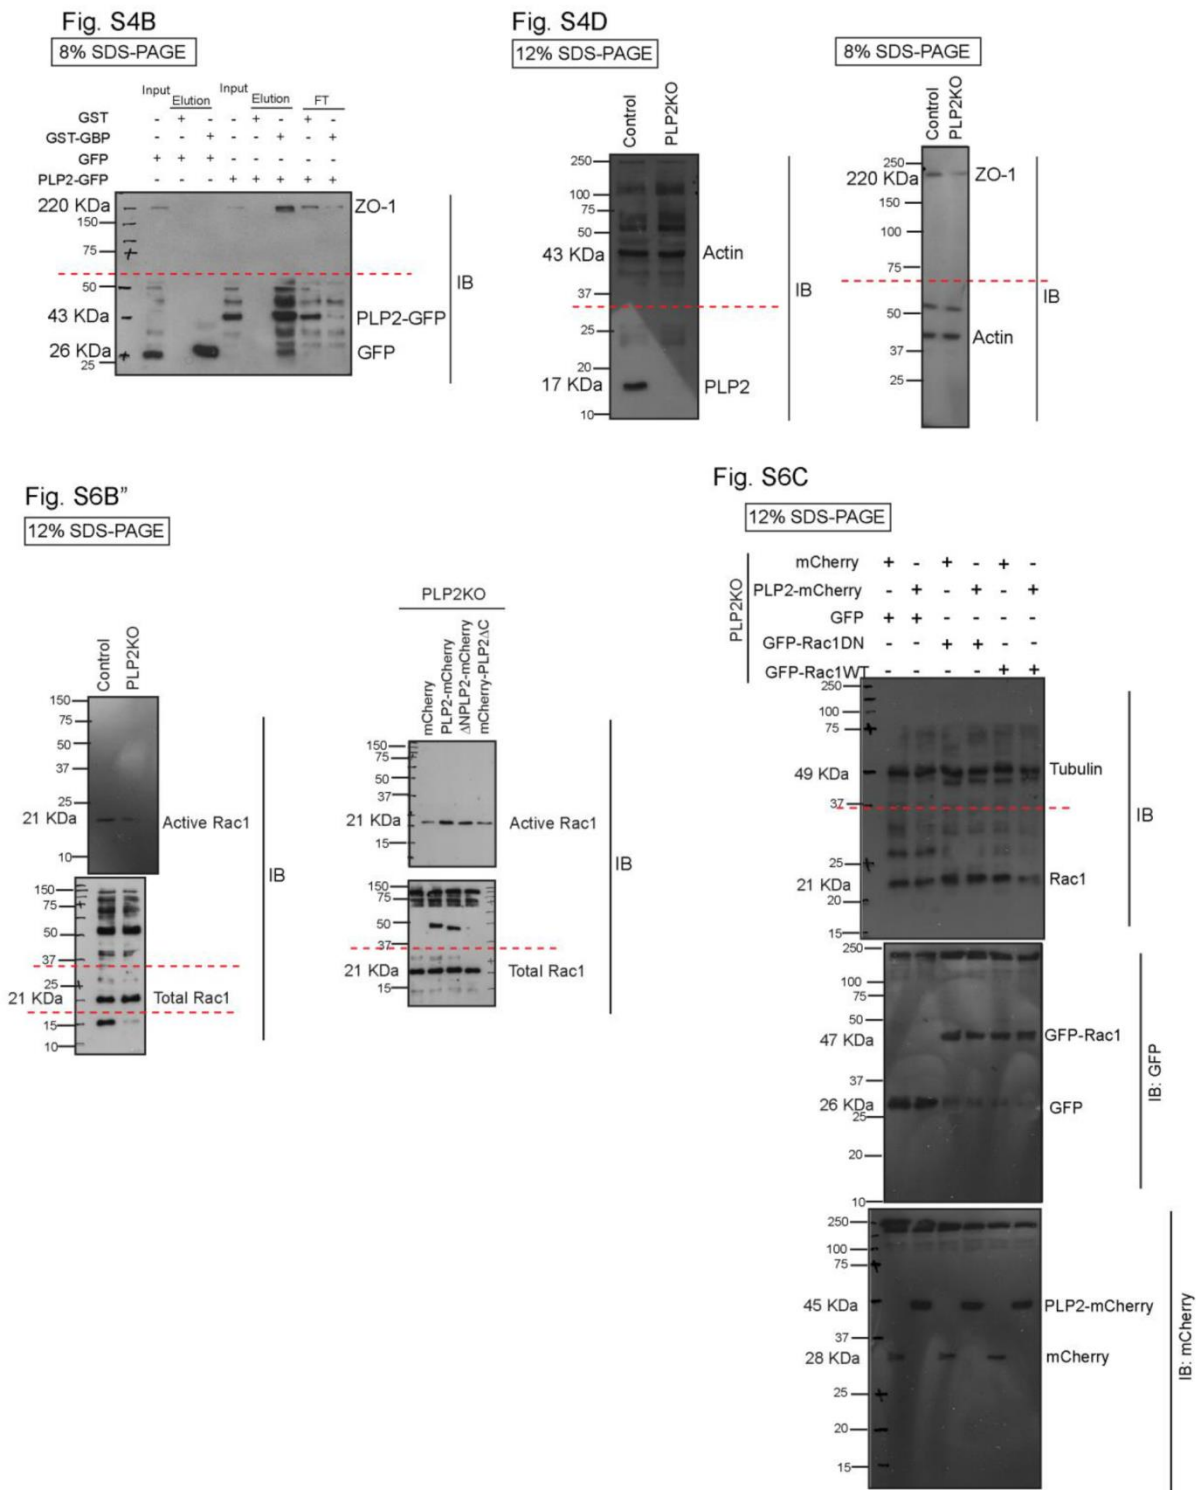 Fig. S4B
8% SDS-PAGE
Input Elution Input Elution FT
GST - + - - + - + -
GST-GBP - - + - - + - +
GFP + + + - - - - -
PLP2-GFP - - - + + + + +
220 KDa
150
75
50
43 KDa
26 KDa
25
ZO-1
PLP2-GFP
GFP
IB
Fig. S4D
12% SDS-PAGE
Control
PLP2KO
250
100
75
50
43 KDa
37
25
20
17 KDa
10
Actin
PLP2
IB
8% SDS-PAGE
Control
PLP2KO
250
220 KDa
150
100
75
50
37
25
ZO-1
Actin
IB
Fig. S6B”
12% SDS-PAGE
Control
PLP2KO
150
75
50
37
25
21 KDa
10
Active Rac1
150
75
50
37
25
21 KDa
15
10
Total Rac1
IB
PLP2KO
mCherry
PLP2-mCherry
ΔNPLP2-mCherry
mCherry-PLP2ΔC
150
75
50
37
21 KDa
15
Active Rac1
150
75
50
37
21 KDa
15
Total Rac1
IB
Fig. S6C
12% SDS-PAGE
PLP2KO
mCherry + - + - + -
PLP2-mCherry - + - + - +
GFP + + - - - -
GFP-Rac1DN - - + + - -
GFP-Rac1WT - - - - + +
250
100
75
49 KDa
37
25
21 KDa
20
15
Tubulin
Rac1
IB
250
100
75
50
47 KDa
37
26 KDa
25
20
10
GFP-Rac1
GFP
IB: GFP
250
100
75
45 KDa
37
28 KDa
25
20
15
PLP2-mCherry
mCherry
IB: mCherry